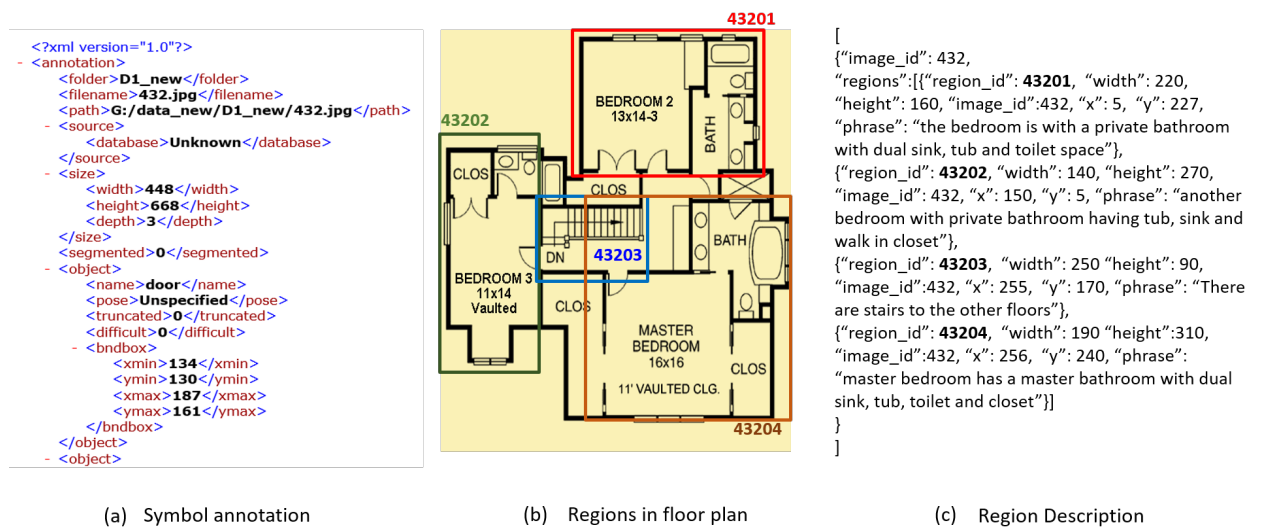 <?xml version="1.0"?>
- <annotation>
<folder>D1_new</folder>
<filename>432.jpg</filename>
<path>G:/data_new/D1_new/432.jpg</path>
- <source>
<database>Unknown</database>
</source>
- <size>
<width>448</width>
<height>668</height>
<depth>3</depth>
</size>
<segmented>0</segmented>
- <object>
<name>door</name>
<pose>Unspecified</pose>
<truncated>0</truncated>
<difficult>0</difficult>
- <bndbox>
<xmin>134</xmin>
<ymin>130</ymin>
<xmax>187</xmax>
<ymax>161</ymax>
</bndbox>
</object>
- <object>
(a) Symbol annotation
43201
BEDROOM 2
13x14-3
BATH
43202
CLOS
CLOS
43203
DN
BATH
BEDROOM 3
11x14
Vaulted
CLOS
MASTER
BEDROOM
16x16
CLOS
11' VAULTED CLG.
43204
(b) Regions in floor plan
[
{“image_id”: 432,
“regions”:[{“region_id”: 43201, “width”: 220,
“height”: 160, “image_id”:432, “x”: 5, “y”: 227,
“phrase”: “the bedroom is with a private bathroom
with dual sink, tub and toilet space”},
{“region_id”: 43202, “width”: 140, “height”: 270,
“image_id”: 432, “x”: 150, “y”: 5, “phrase”: “another
bedroom with private bathroom having tub, sink and
walk in closet”},
{“region_id”: 43203, “width”: 250 “height”: 90,
“image_id”:432, “x”: 255, “y”: 170, “phrase”: “There
are stairs to the other floors”},
{“region_id”: 43204, “width”: 190 “height”:310,
“image_id”:432, “x”: 256, “y”: 240, “phrase”:
“master bedroom has a master bathroom with dual
sink, tub, toilet and closet”}]
}
]
(c) Region Description